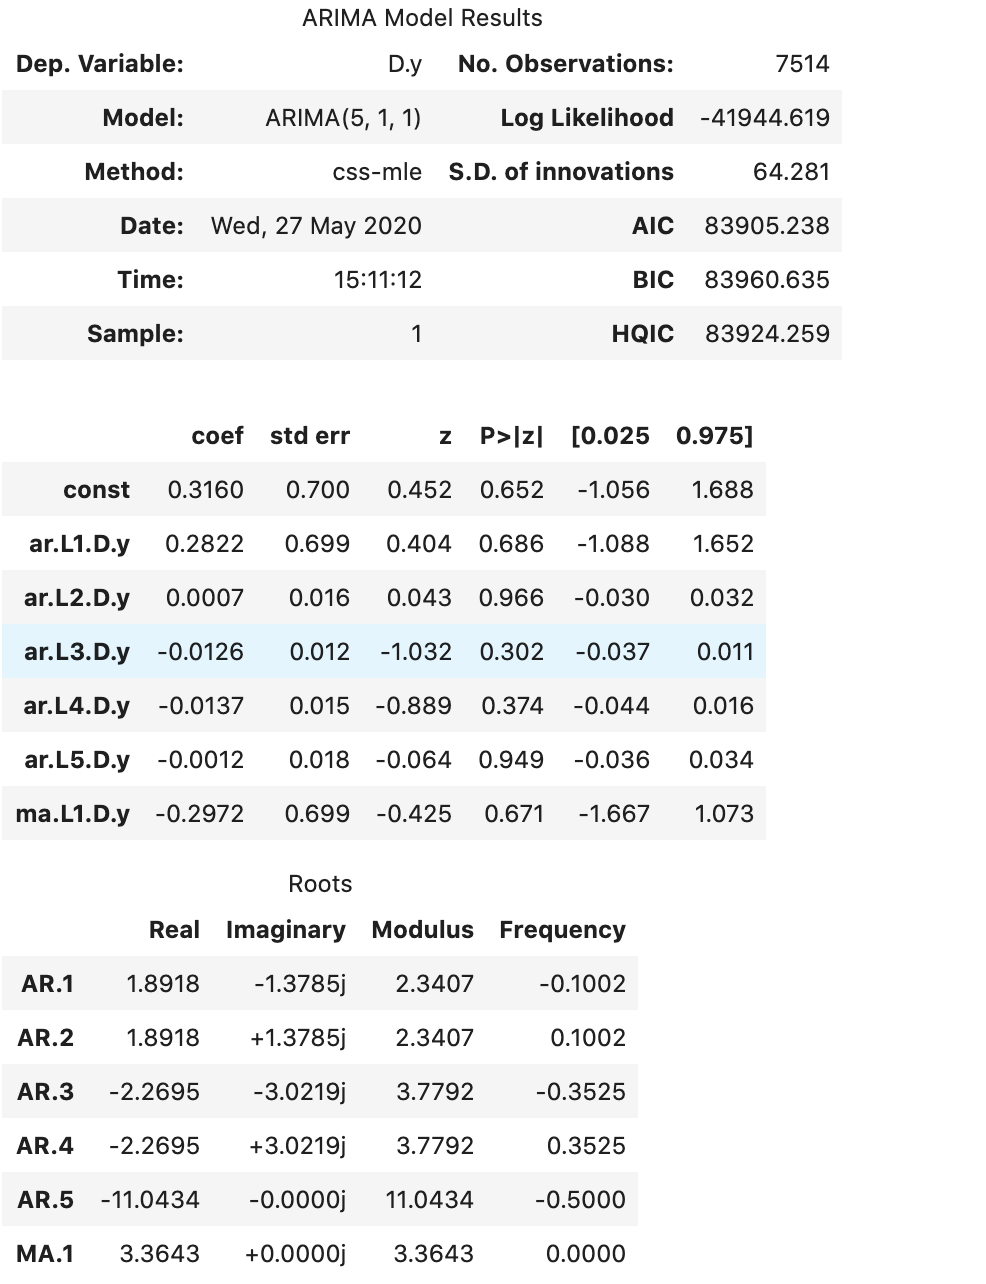 ARIMA Model Results
Dep. Variable: D.y No. Observations: 7514
Model: ARIMA(5, 1, 1) Log Likelihood -41944.619
Method: css-mle S.D. of innovations 64.281
Date: Wed, 27 May 2020 AIC 83905.238
Time: 15:11:12 BIC 83960.635
Sample: 1 HQIC 83924.259
coef std err z P>|z| [0.025 0.975]
const 0.3160 0.700 0.452 0.652 -1.056 1.688
ar.L1.D.y 0.2822 0.699 0.404 0.686 -1.088 1.652
ar.L2.D.y 0.0007 0.016 0.043 0.966 -0.030 0.032
ar.L3.D.y -0.0126 0.012 -1.032 0.302 -0.037 0.011
ar.L4.D.y -0.0137 0.015 -0.889 0.374 -0.044 0.016
ar.L5.D.y -0.0012 0.018 -0.064 0.949 -0.036 0.034
ma.L1.D.y -0.2972 0.699 -0.425 0.671 -1.667 1.073
Roots
Real Imaginary Modulus Frequency
AR.1 1.8918 -1.3785j 2.3407 -0.1002
AR.2 1.8918 +1.3785j 2.3407 0.1002
AR.3 -2.2695 -3.0219j 3.7792 -0.3525
AR.4 -2.2695 +3.0219j 3.7792 0.3525
AR.5 -11.0434 -0.0000j 11.0434 -0.5000
MA.1 3.3643 +0.0000j 3.3643 0.0000